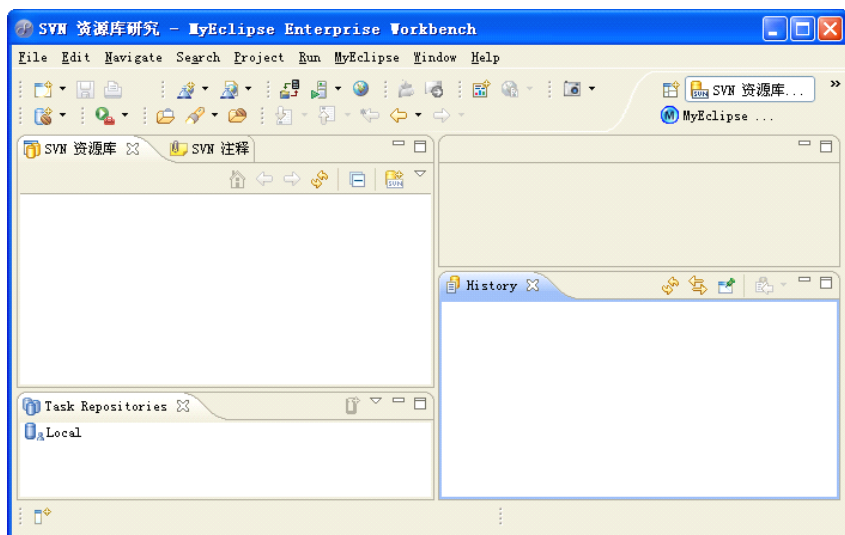 SVN 资源库研究 - MyEclipse Enterprise Workbench
File Edit Navigate Search Project Run MyEclipse Window Help
SVN 资源库... »
MyEclipse ...
SVN 资源库 SVN 注释
History
Task Repositories
Local